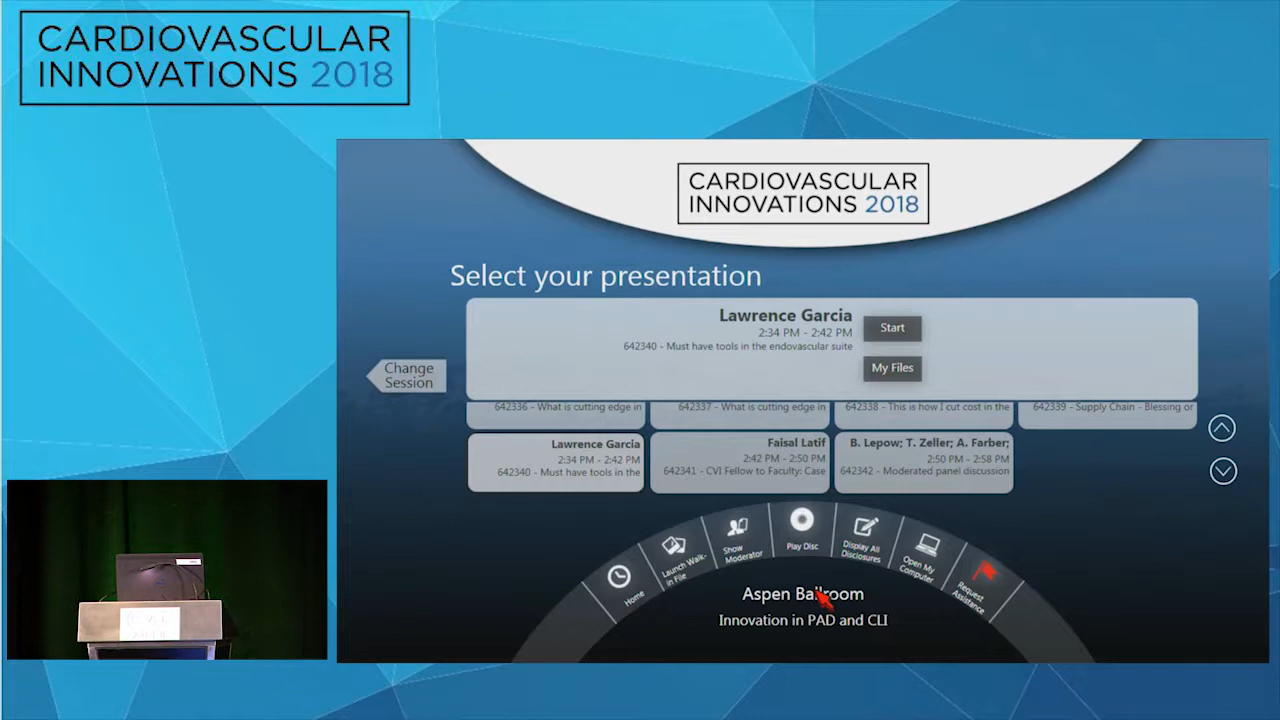 CARDIOVASCULAR
INNOVATIONS 2018
CARDIOVASCULAR
INNOVATIONS 2018
Select your presentation
Lawrence Garcia
2:34 PM - 2:42 PM
642340 - Must have tools in the endovascular suite
Start
My Files
Change
Session
642336 - What is cutting edge in
642337 - What is cutting edge in
642338 - This is how I cut cost in the
642339 - Supply Chain - Blessing or
Lawrence Garcia
2:34 PM - 2:42 PM
642340 - Must have tools in the
Faisal Latif
2:42 PM - 2:50 PM
642341 - CVI Fellow to Faculty: Case
B. Lepow; T. Zeller; A. Farber;
2:50 PM - 2:58 PM
642342 - Moderated panel discussion
Home
Launch Walk-
in File
Show
Moderator
Play Disc
Display All
Disclosures
Open My
Computer
Request
Assistance
Aspen Ballroom
Innovation in PAD and CLI